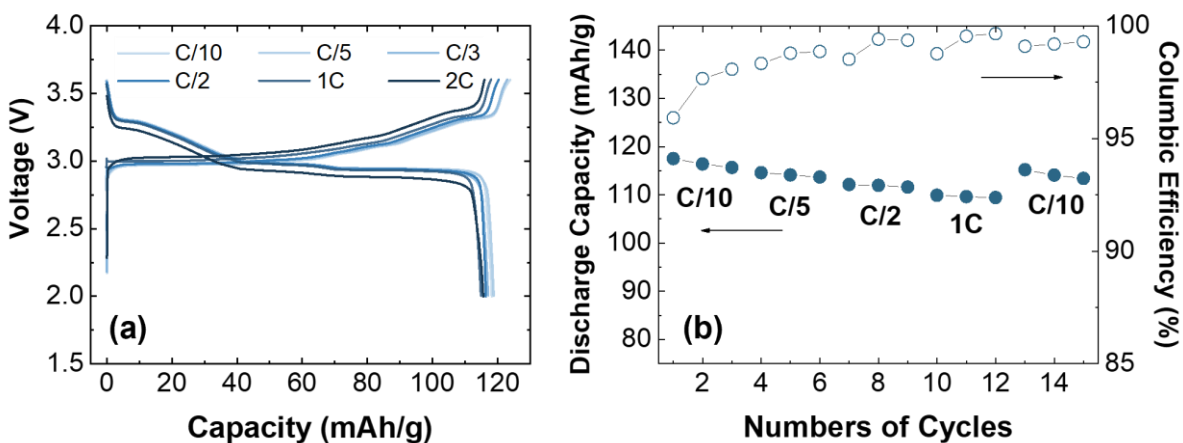 4.0
3.5
3.0
2.5
2.0
1.5
Voltage (V)
C/10 C/5 C/3
C/2 1C 2C
(a)
0 20 40 60 80 100 120
Capacity (mAh/g)
140
130
120
110
100
90
80
Discharge Capacity (mAh/g)
C/10
C/5
C/2
1C
C/10
(b)
2 4 6 8 10 12 14
Numbers of Cycles
100
95
90
85
Columbic Efficiency (%)